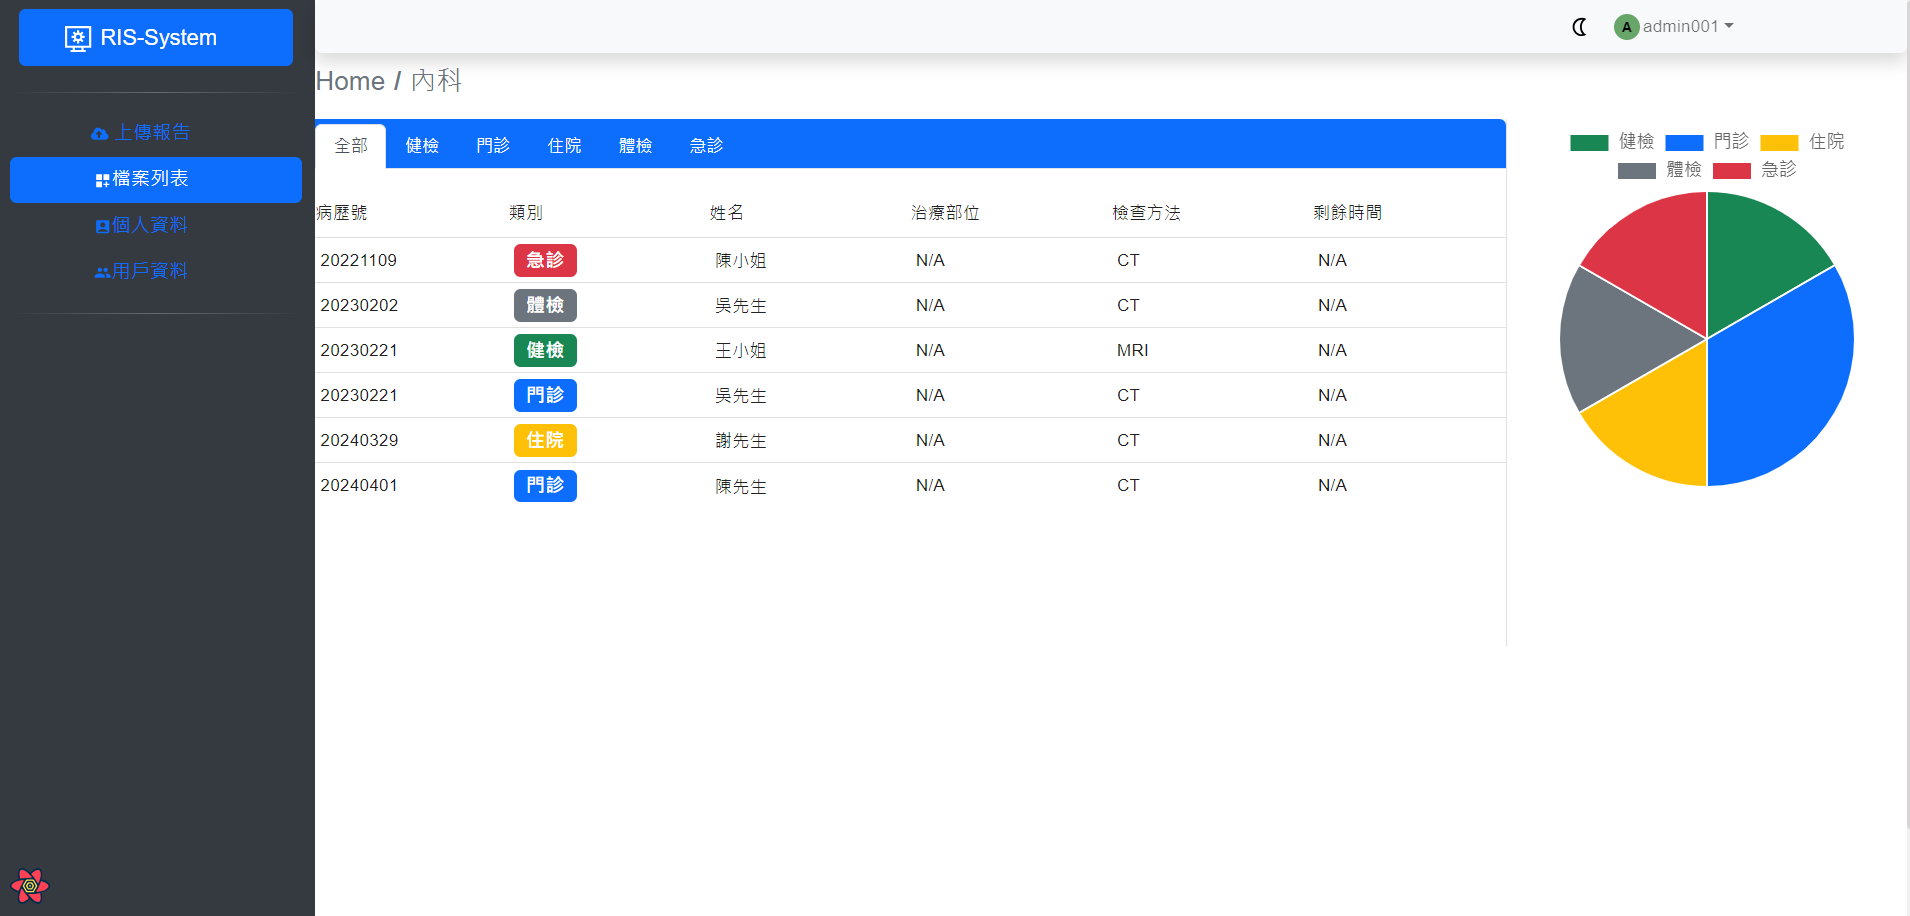 RIS-System
上傳報告
檔案列表
個人資料
用戶資料
A admin001
Home / 內科
全部 健檢 門診 住院 體檢 急診
病歷號 類別 姓名 治療部位 檢查方法 剩餘時間
20221109 急診 陳小姐 N/A CT N/A
20230202 體檢 吳先生 N/A CT N/A
20230221 健檢 王小姐 N/A MRI N/A
20230221 門診 吳先生 N/A CT N/A
20240329 住院 謝先生 N/A CT N/A
20240401 門診 陳先生 N/A CT N/A
健檢 門診 住院
體檢 急診